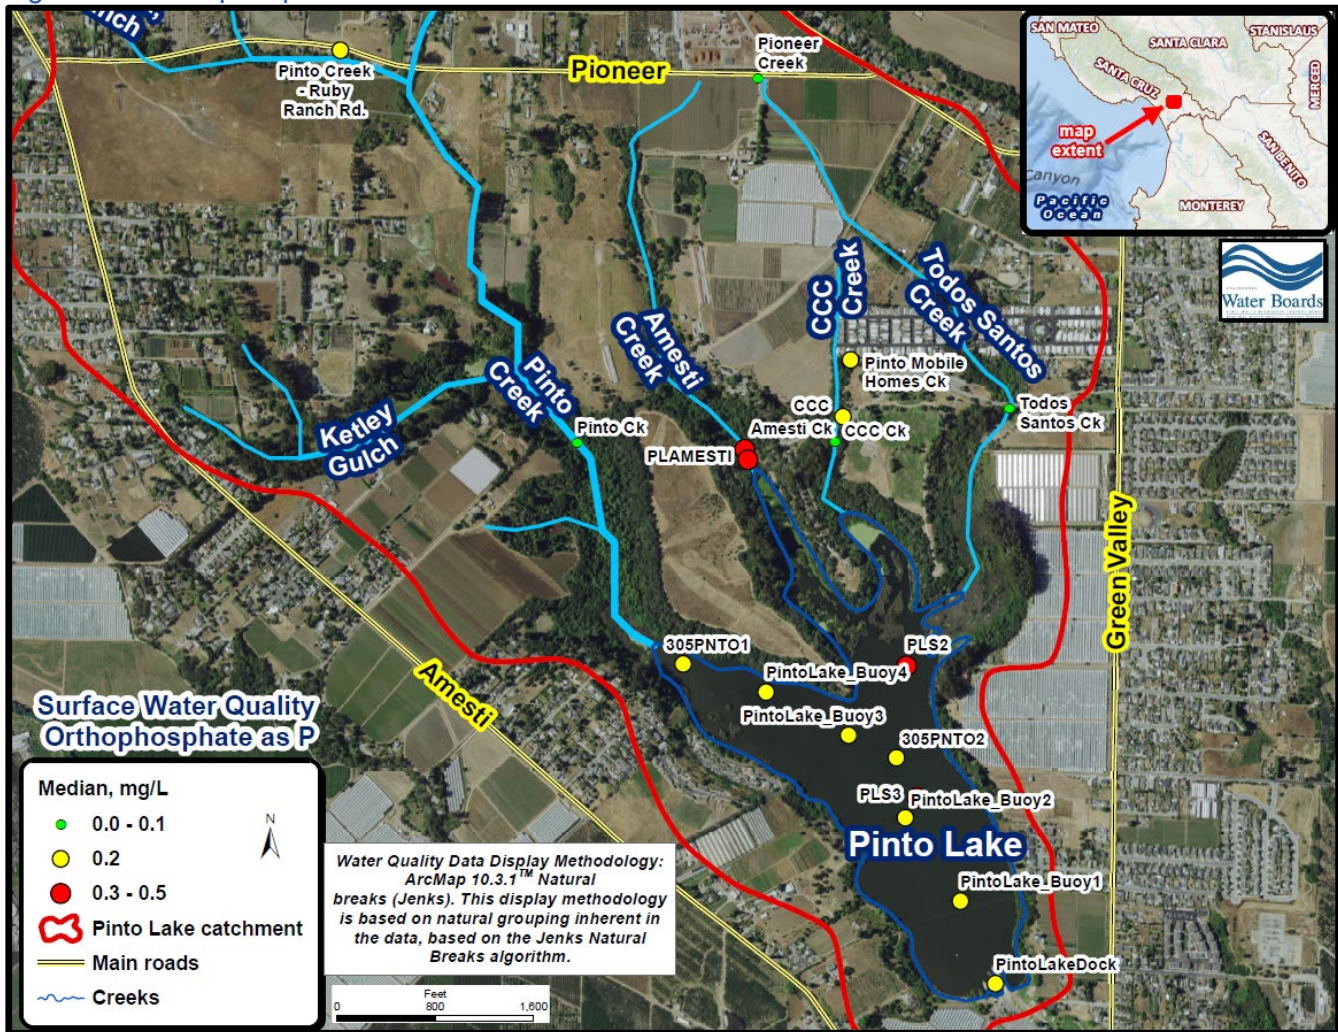 Pioneer
Creek
Pinto Creek
- Ruby
Ranch Rd.
Pioneer
SAN MATEO
SANTA CLARA
STANISLAUS
SANTA CRUZ
MERCED
map
extent
SAN BENITO
Canyon
Pacific
Ocean
MONTEREY
CALIFORNIA
Water Boards
CCC
Creek
Todos Santos
Creek
Amesti
Creek
Pinto
Creek
Ketley
Gulch
Pinto Mobile
Homes Ck
CCC
Amesti Ck
CCC Ck
Todos
Santos Ck
Pinto Ck
PLAMESTI
Green Valley
305PNTO1
PLS2
PintoLake_Buoy4
PintoLake_Buoy3
305PNTO2
PLS3
PintoLake_Buoy2
Pinto Lake
PintoLake_Buoy1
PintoLakeDock
Amesti
Surface Water Quality
Orthophosphate as P
Median, mg/L
0.0 - 0.1
0.2
0.3 - 0.5
Pinto Lake catchment
Main roads
Creeks
N
Water Quality Data Display Methodology:
ArcMap 10.3.1™ Natural
breaks (Jenks). This display methodology
is based on natural grouping inherent in
the data, based on the Jenks Natural
Breaks algorithm.
Feet
0 800 1,600